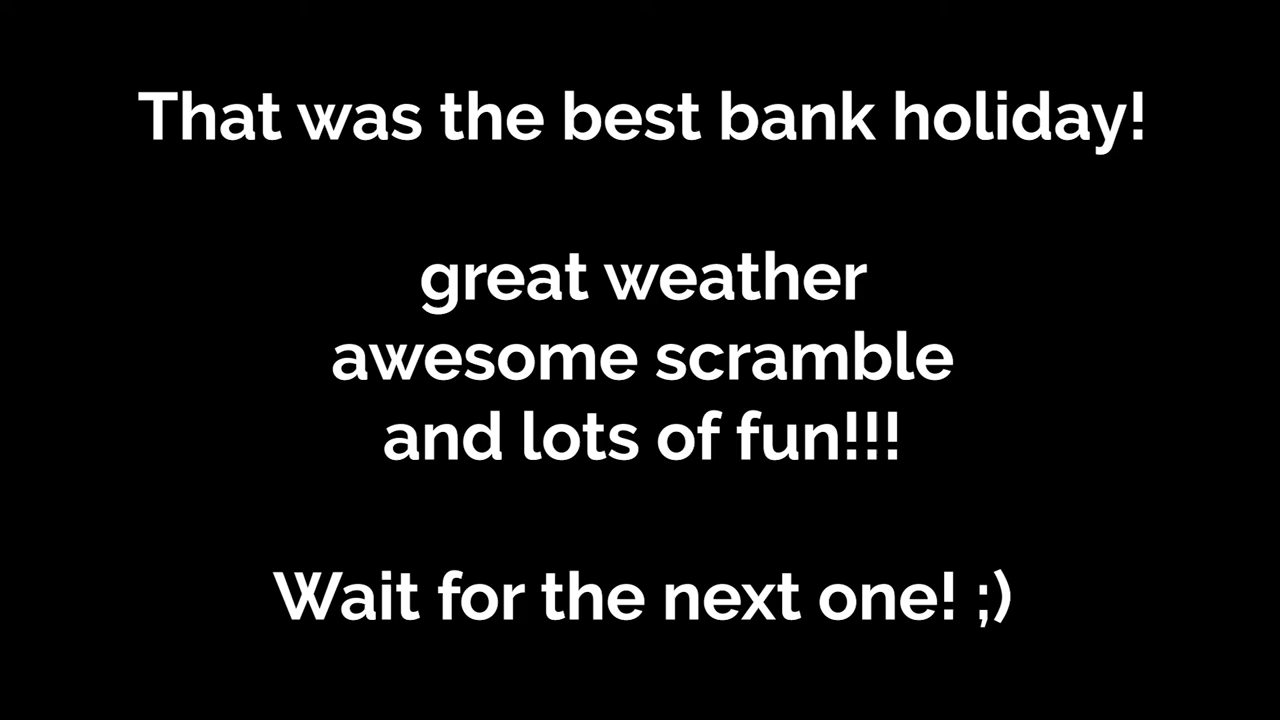 That was the best bank holiday!
great weather
awesome scramble
and lots of fun!!!
Wait for the next one! ;)